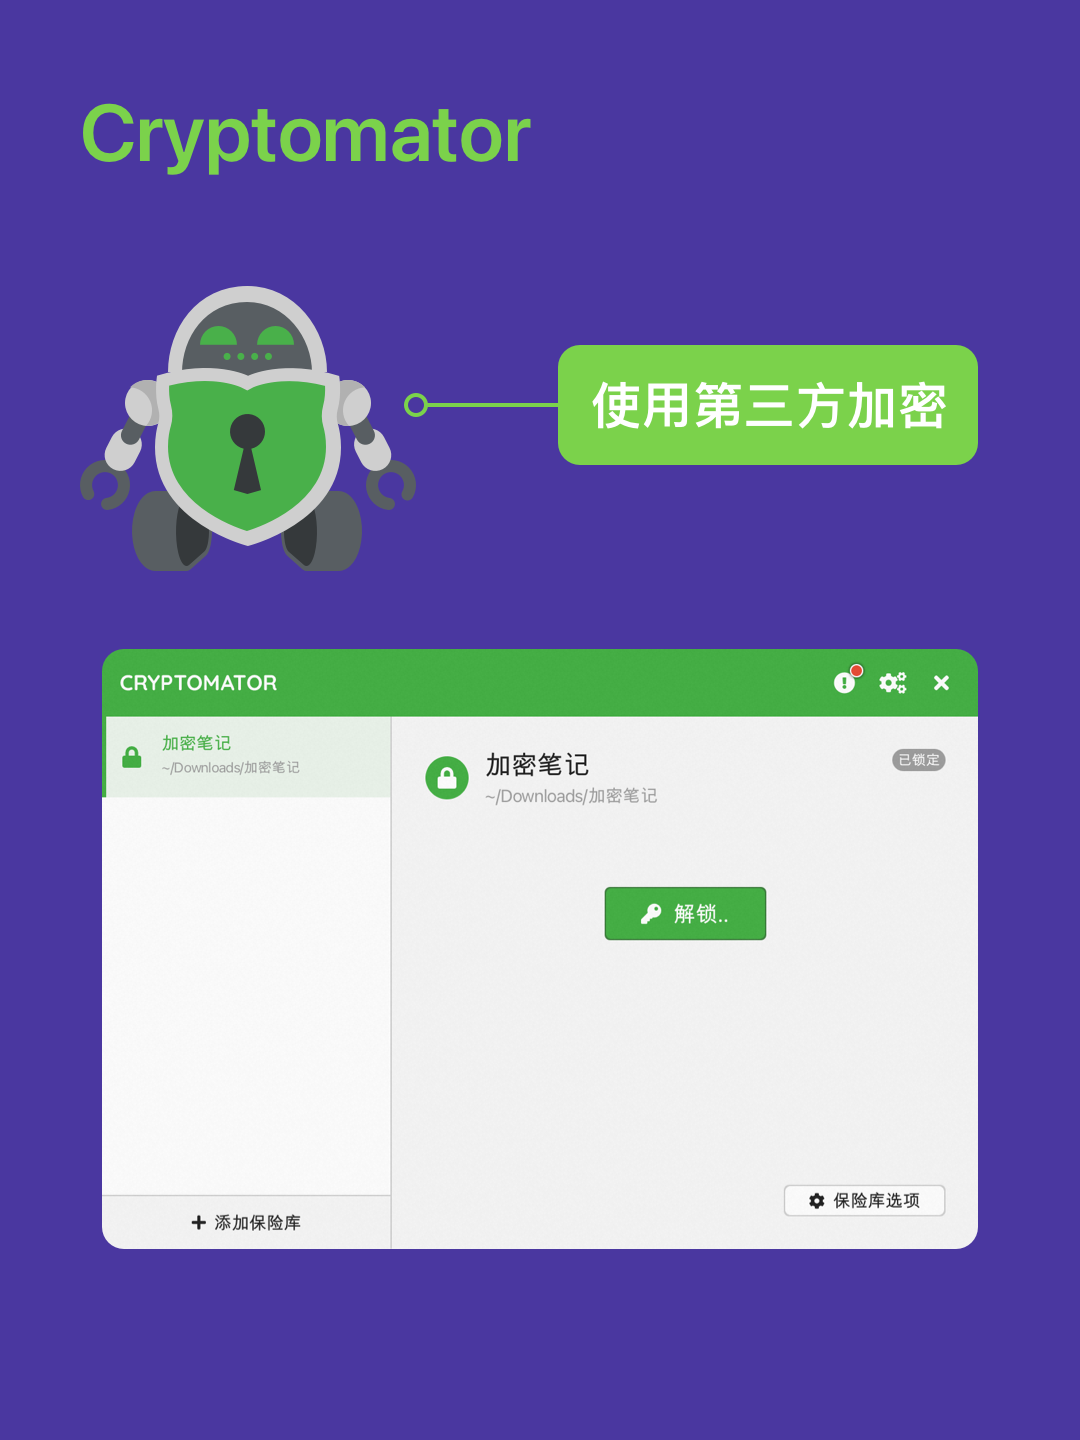 Cryptomator
使用第三方加密
CRYPTOMATOR
加密笔记
~/Downloads/加密笔记
加密笔记
~/Downloads/加密笔记
已锁定
解锁..
保险库选项
添加保险库